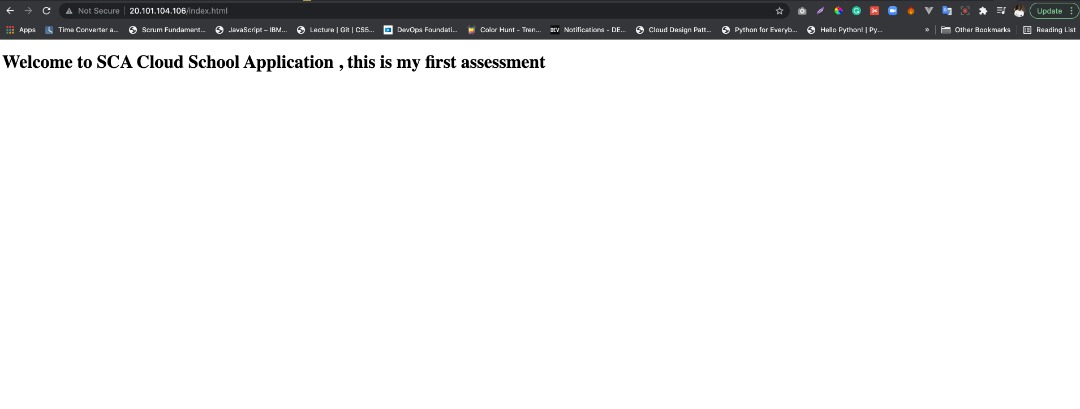 Not Secure 20.101.104.106/index.html Update
Apps Time Converter a... Scrum Fundament... JavaScript – IBM... Lecture | Git | CS5... DevOps Foundati... Color Hunt - Tren... DEV Notifications - DE... Cloud Design Patt... Python for Everyb... Hello Python! | Py... » Other Bookmarks Reading List
Welcome to SCA Cloud School Application , this is my first assessment